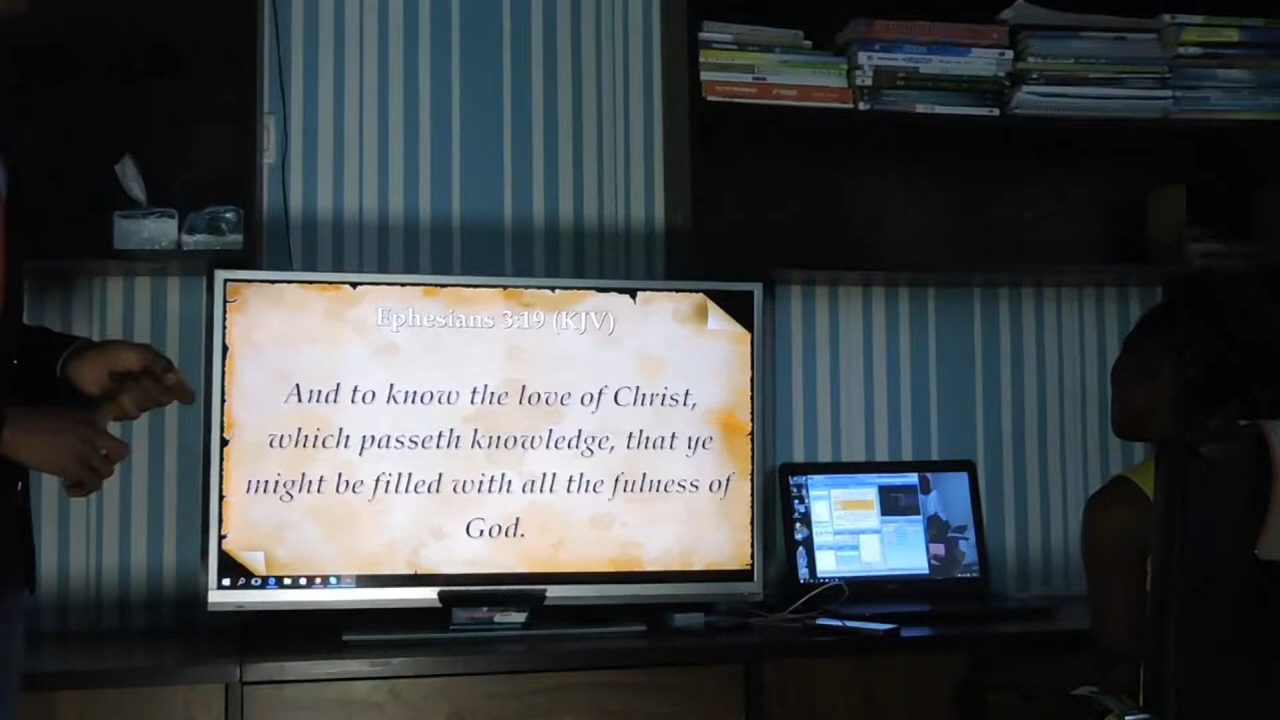 Ephesians 3:19 (KJV)
And to know the love of Christ,
which passeth knowledge, that ye
might be filled with all the fulness of
God.